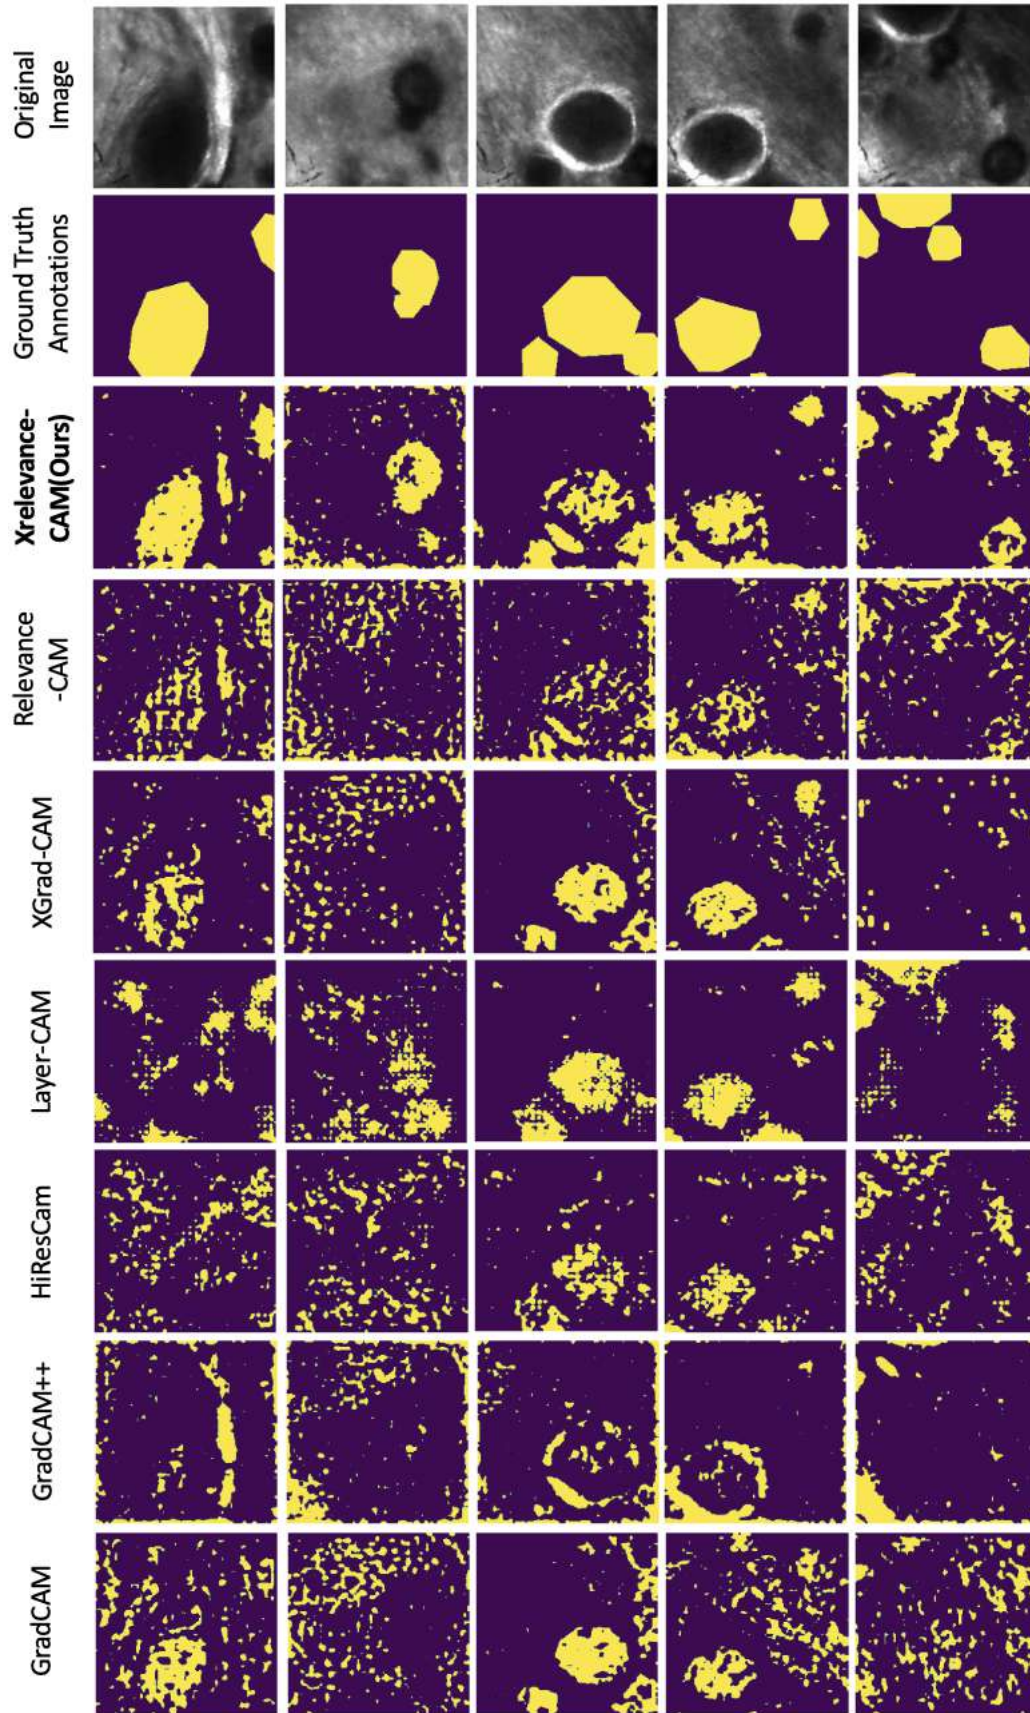 Original
Image
Ground Truth
Annotations
Xrelevance-
CAM(Ours)
Relevance
-CAM
XGrad-CAM
Layer-CAM
HiResCam
GradCAM++
GradCAM